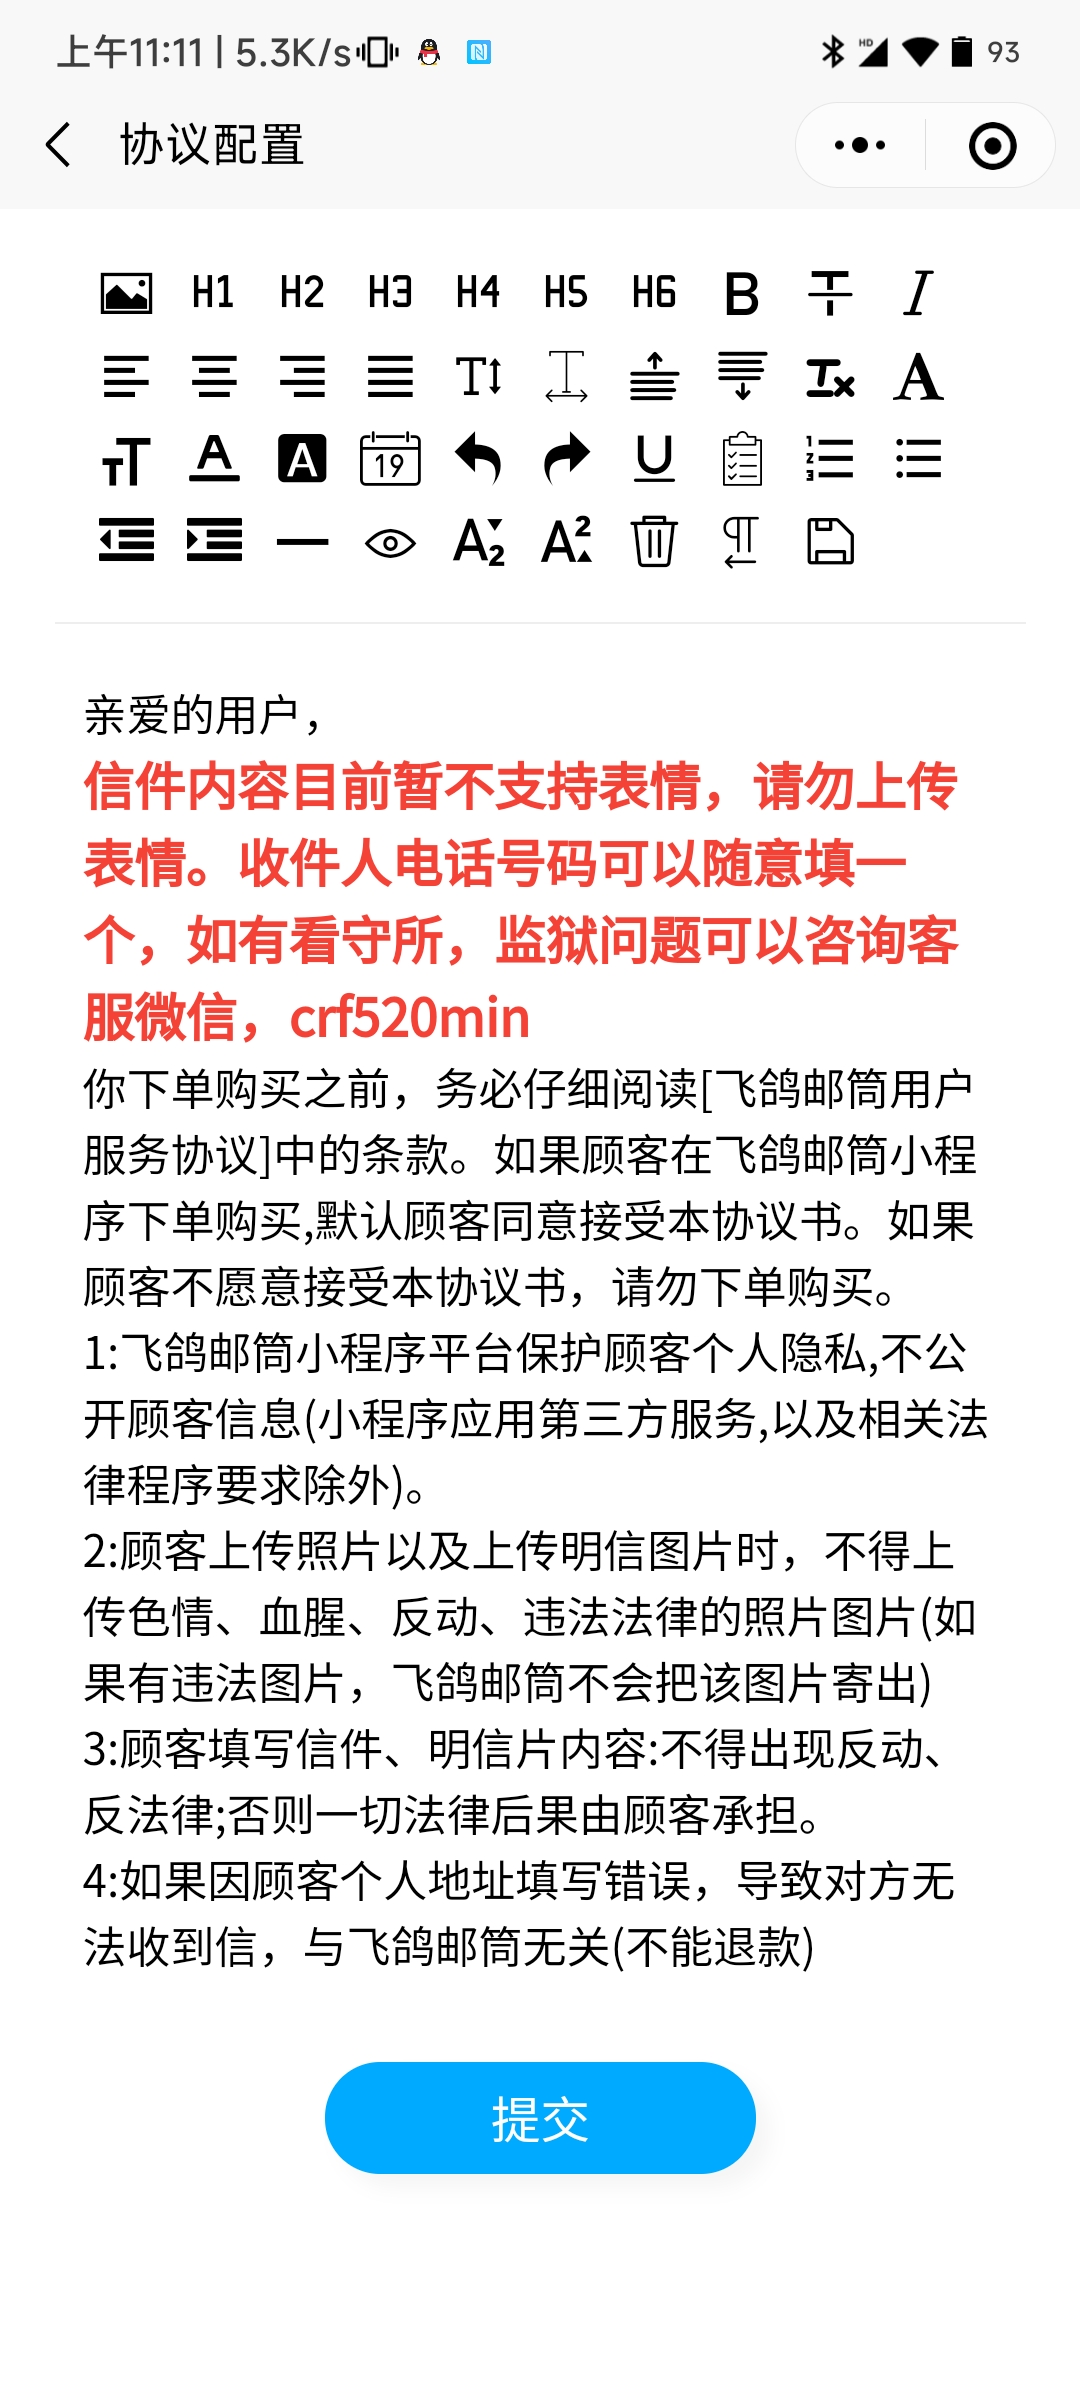 上午11:11 | 5.3K/s
HD
93
协议配置
H1 H2 H3 H4 H5 H6 B T I
T T Tx A
TT A A 19 U 1 2 3
A2 A2
亲爱的用户，
信件内容目前暂不支持表情，请勿上传
表情。收件人电话号码可以随意填一
个，如有看守所，监狱问题可以咨询客
服微信，crf520min
你下单购买之前，务必仔细阅读[飞鸽邮筒用户
服务协议]中的条款。如果顾客在飞鸽邮筒小程
序下单购买,默认顾客同意接受本协议书。如果
顾客不愿意接受本协议书，请勿下单购买。
1:飞鸽邮筒小程序平台保护顾客个人隐私,不公
开顾客信息(小程序应用第三方服务,以及相关法
律程序要求除外)。
2:顾客上传照片以及上传明信图片时，不得上
传色情、血腥、反动、违法法律的照片图片(如
果有违法图片，飞鸽邮筒不会把该图片寄出)
3:顾客填写信件、明信片内容:不得出现反动、
反法律;否则一切法律后果由顾客承担。
4:如果因顾客个人地址填写错误，导致对方无
法收到信，与飞鸽邮筒无关(不能退款)
提交